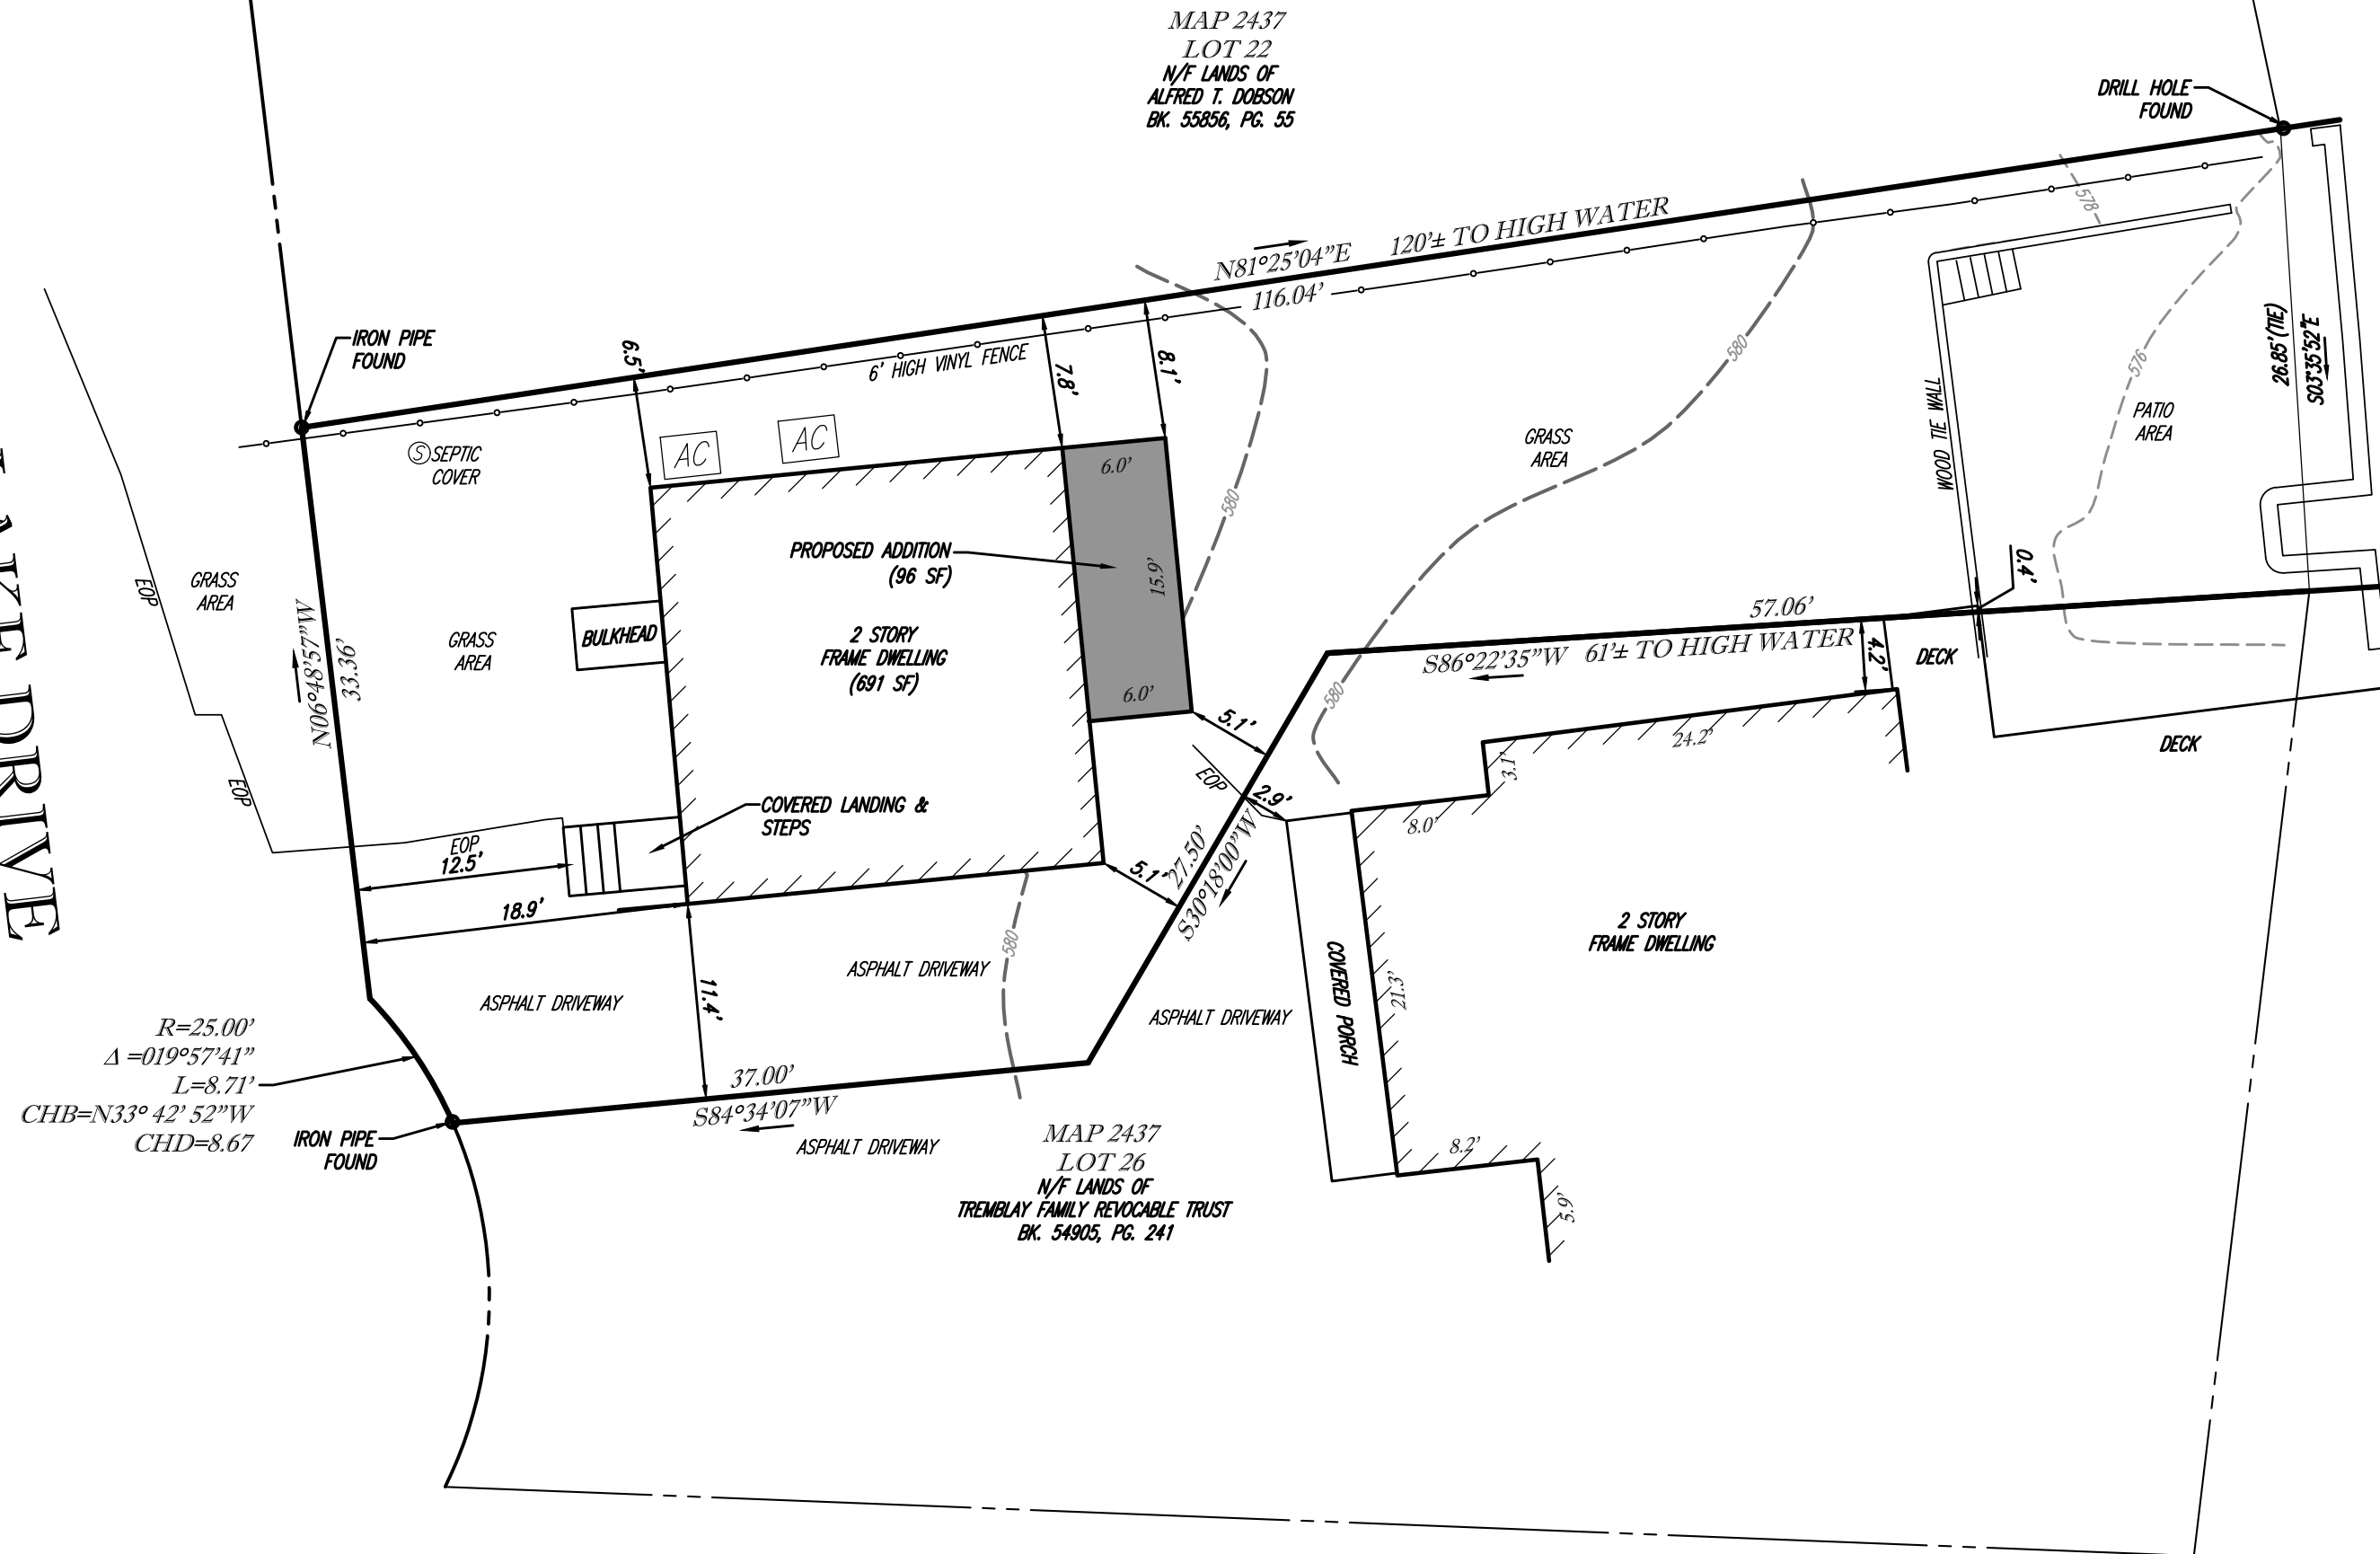 MAP 2437
LOT 22
N/F LANDS OF
ALFRED T. DOBSON
BK. 55856, PG. 55
DRILL HOLE
FOUND
N81°25'04"E
120'± TO HIGH WATER
116.04'
578
IRON PIPE
FOUND
6.5'
6' HIGH VINYL FENCE
7.8'
8.1'
580
576
26.85'(TIE)
S03°35'52"E
AC
AC
S
SEPTIC
COVER
6.0'
580
GRASS
AREA
WOOD TIE WALL
PATIO
AREA
PROPOSED ADDITION
(96 SF)
15.9'
0.4'
EOP
GRASS
AREA
N06°48'57"W
33.36'
GRASS
AREA
BULKHEAD
2 STORY
FRAME DWELLING
(691 SF)
6.0'
57.06'
S86°22'35"W
61'± TO HIGH WATER
4.2'
DECK
580
5.1'
24.2'
DECK
EOP
EOP
2.9'
3.1'
COVERED LANDING &
STEPS
8.0'
EOP
12.5'
18.9'
5.1'
27.50'
S30°18'00"W
2 STORY
FRAME DWELLING
580
LAKE DRIVE
ASPHALT DRIVEWAY
ASPHALT DRIVEWAY
11.4'
ASPHALT DRIVEWAY
COVERED PORCH
21.3'
R=25.00'
Δ =019°57'41"
L=8.71'
CHB=N33° 42' 52"W
CHD=8.67
37.00'
S84°34'07"W
IRON PIPE
FOUND
ASPHALT DRIVEWAY
MAP 2437
LOT 26
N/F LANDS OF
TREMBLAY FAMILY REVOCABLE TRUST
BK. 54905, PG. 241
8.2'
5.9'